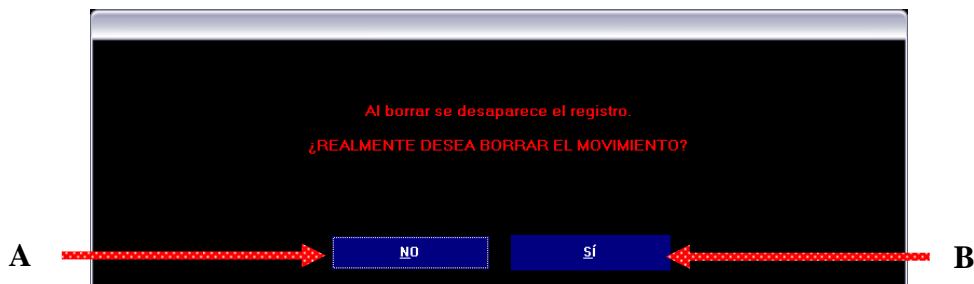 Al borrar se desaparece el registro.
¿REALMENTE DESEA BORRAR EL MOVIMIENTO?
A NO SÍ B